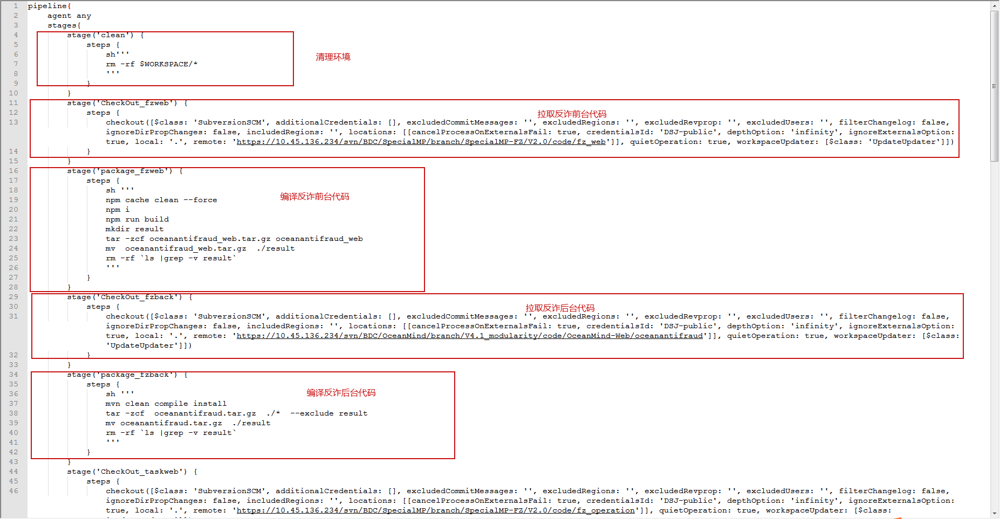 1 pipeline{
2 agent any
3 stages{
4 stage('clean') {
5 steps {
6 sh'''
清理环境
7 rm -rf $WORKSPACE/*
8 '''
9 }
10 }
11 stage('CheckOut_fzweb') {
12 steps {
拉取反诈前台代码
13 checkout([$class: 'SubversionSCM', additionalCredentials: [], excludedCommitMessages: '', excludedRegions: '', excludedRevprop: '', excludedUsers: '', filterChangelog: false,
ignoreDirPropChanges: false, includedRegions: '', locations: [[cancelProcessOnExternalsFail: true, credentialsId: 'DSJ-public', depthOption: 'infinity', ignoreExternalsOption:
true, local: '.', remote: 'https://10.45.136.234/svn/BDC/SpecialMP/branch/SpecialMP-FZ/V2.0/code/fz_web']], quietOperation: true, workspaceUpdater: [$class: 'UpdateUpdater']])
14 }
15 }
16 stage('package_fzweb') {
17 steps {
18 sh '''
编译反诈前台代码
19 npm cache clean --force
20 npm i
21 npm run build
22 mkdir result
23 tar -zcf oceanantifraud_web.tar.gz oceanantifraud_web
24 mv  oceanantifraud_web.tar.gz  ./result
25 rm -rf `ls |grep -v result`
26 '''
27 }
28 }
29 stage('CheckOut_fzback') {
30 steps {
拉取反诈后台代码
31 checkout([$class: 'SubversionSCM', additionalCredentials: [], excludedCommitMessages: '', excludedRegions: '', excludedRevprop: '', excludedUsers: '', filterChangelog: false,
ignoreDirPropChanges: false, includedRegions: '', locations: [[cancelProcessOnExternalsFail: true, credentialsId: 'DSJ-public', depthOption: 'infinity', ignoreExternalsOption:
true, local: '.', remote: 'https://10.45.136.234/svn/BDC/OceanMind/branch/V4.1_modularity/code/OceanMind-Web/oceanantifraud']], quietOperation: true, workspaceUpdater: [$class:
'UpdateUpdater']])
32 }
33 }
34 stage('package_fzback') {
35 steps {
36 sh '''
编译反诈后台代码
37 mvn clean compile install
38 tar -zcf  oceanantifraud.tar.gz  ./*  --exclude result
39 mv oceanantifraud.tar.gz  ./result
40 rm -rf `ls |grep -v result`
41 '''
42 }
43 }
44 stage('CheckOut_taskweb') {
45 steps {
46 checkout([$class: 'SubversionSCM', additionalCredentials: [], excludedCommitMessages: '', excludedRegions: '', excludedRevprop: '', excludedUsers: '', filterChangelog: false,
ignoreDirPropChanges: false, includedRegions: '', locations: [[cancelProcessOnExternalsFail: true, credentialsId: 'DSJ-public', depthOption: 'infinity', ignoreExternalsOption:
true, local: '.', remote: 'https://10.45.136.234/svn/BDC/SpecialMP/branch/SpecialMP-FZ/V2.0/code/fz_operation']], quietOperation: true, workspaceUpdater: [$class: